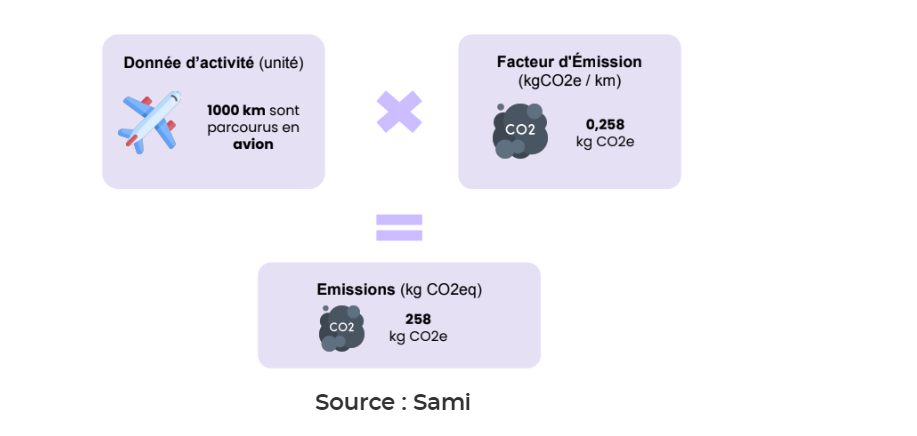 Donnée d'activité (unité)
1000 km sont
parcourus en
avion
Facteur d'Émission
(kgCO2e / km)
CO2
0,258
kg CO2e
Emissions (kg CO2eq)
CO2
258
kg CO2e
Source : Sami